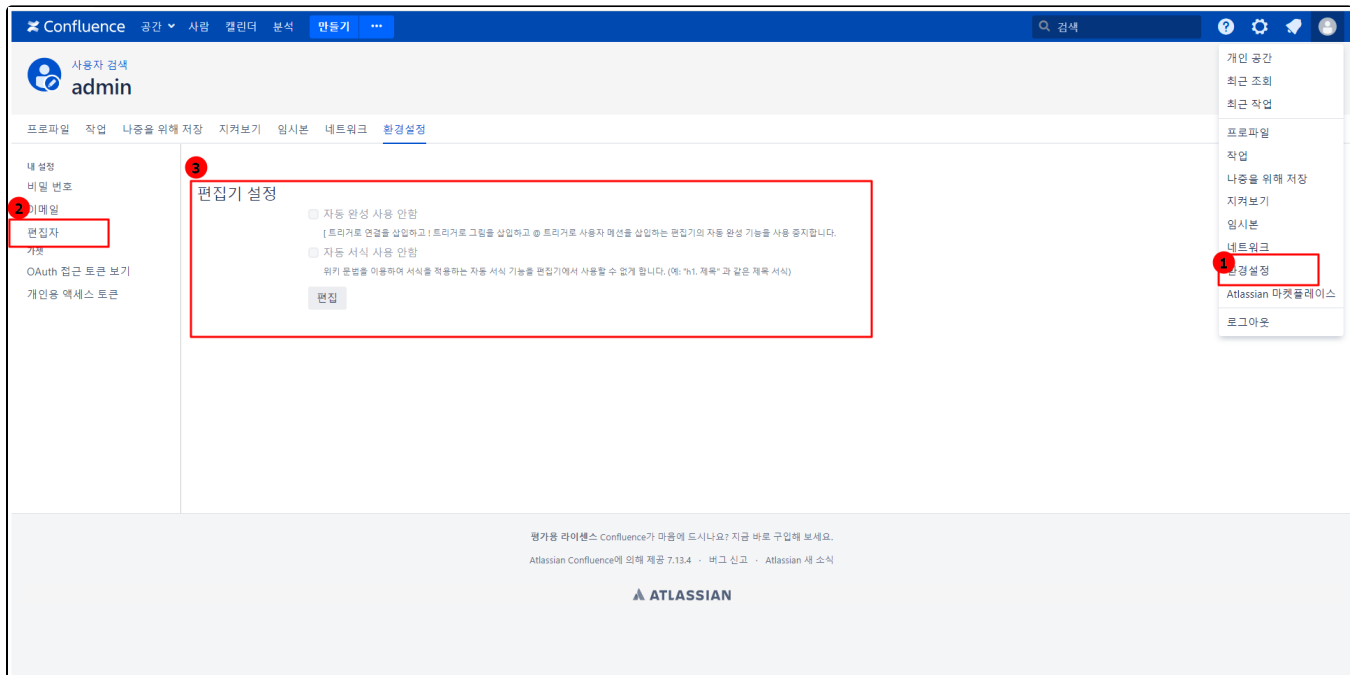 Confluence 공간 사람 캘린더 분석 만들기 ··· 검색
사용자 검색
admin
프로파일 작업 나중을 위해 저장 지켜보기 임시본 네트워크 환경설정
내 설정
비밀 번호
2 이메일
편집자
가젯
OAuth 접근 토큰 보기
개인용 액세스 토큰
3
편집기 설정
자동 완성 사용 안함
[ 트리거로 연결을 삽입하고 ! 트리거로 그림을 삽입하고 @ 트리거로 사용자 멘션을 삽입하는 편집기의 자동 완성 기능을 사용 중지합니다.
자동 서식 사용 안함
위키 문법을 이용하여 서식을 적용하는 자동 서식 기능을 편집기에서 사용할 수 없게 합니다. (예: "h1. 제목" 과 같은 제목 서식)
편집
개인 공간
최근 조회
최근 작업
프로파일
작업
나중을 위해 저장
지켜보기
임시본
네트워크
1 환경설정
Atlassian 마켓플레이스
로그아웃
평가용 라이센스 Confluence가 마음에 드시나요? 지금 바로 구입해 보세요.
Atlassian Confluence에 의해 제공 7.13.4 · 버그 신고 · Atlassian 새 소식
ATLASSIAN